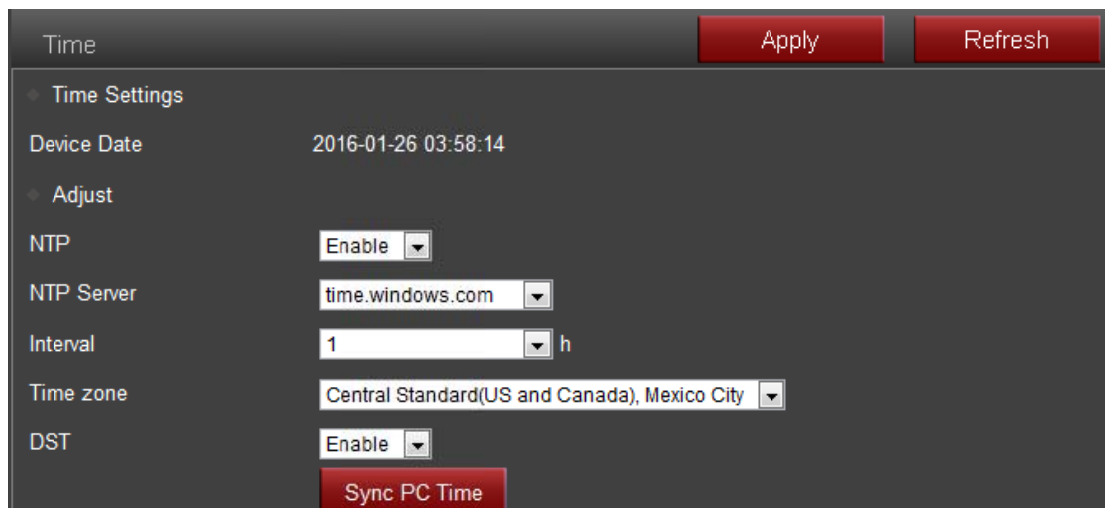 Time Apply Refresh
Time Settings
Device Date 2016-01-26 03:58:14
Adjust
NTP Enable
NTP Server time.windows.com
Interval 1 h
Time zone Central Standard(US and Canada), Mexico City
DST Enable
Sync PC Time